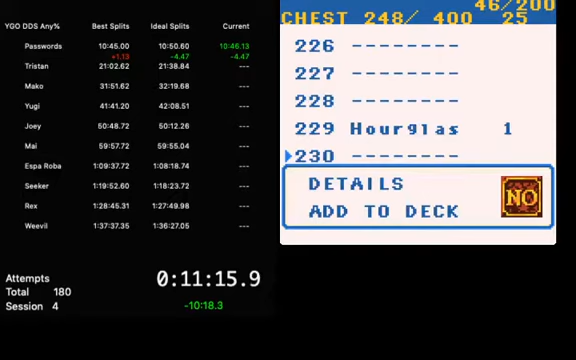 YGO DDS Any% Best Splits Ideal Splits Current
Passwords 10:45.00 10:50.60 10:46.13
+1.13 -4.47 -4.47
Tristan 21:02.62 21:38.84 ---
Mako 31:51.62 32:19.68 ---
Yugi 41:41.20 42:08.51 ---
Joey 50:48.72 50:12.26 ---
Mai 59:57.72 59:55.04 ---
Espa Roba 1:09:37.72 1:08:18.74 ---
Seeker 1:19:52.60 1:18:23.72 ---
Rex 1:28:45.31 1:27:49.98 ---
Weevil 1:37:37.35 1:36:27.05 ---
Attempts
Total 180
Session 4
0:11:15.9
-10:18.3
46/200
CHEST 248/ 400 25
226 --------
227 --------
228 --------
229 Hourglas 1
230 --------
DETAILS
ADD TO DECK
NO